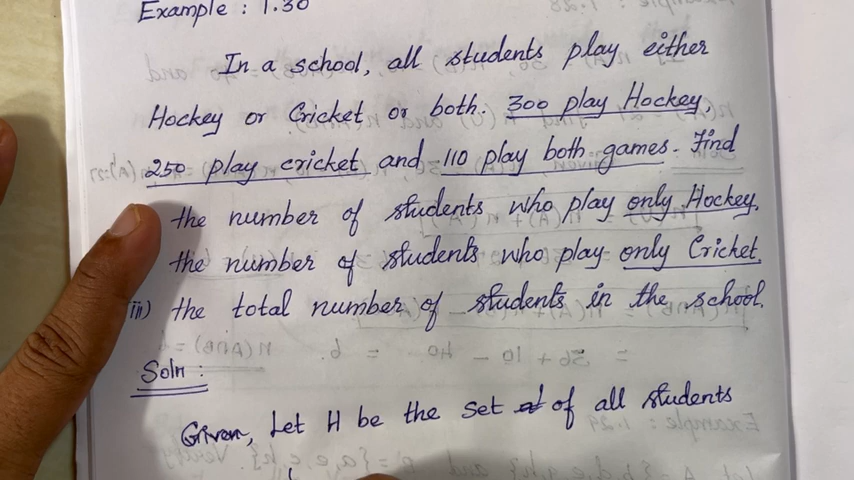 Example : 1.30
In a school, all students play either
Hockey or Cricket or both. 300 play Hockey,
250 play cricket and 110 play both games. Find
the number of students who play only Hockey.
the number of students who play only Cricket.
iii) the total number of students in the school.
Soln :
Given, Let H be the set of all students